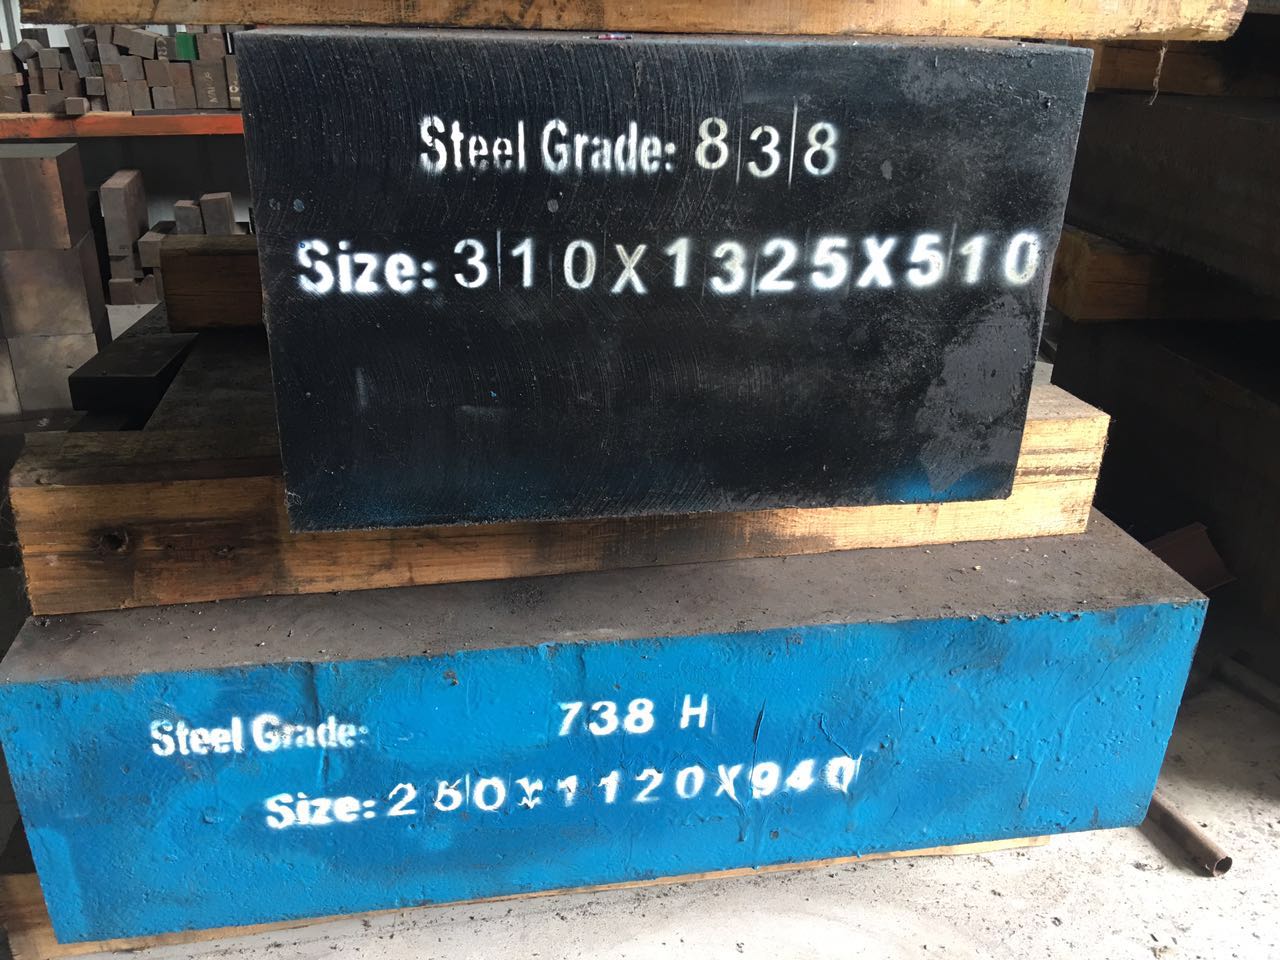 Steel Grade: 838
Size: 310X1325X510
Steel Grade: 738 H
Size: 250X1120X940